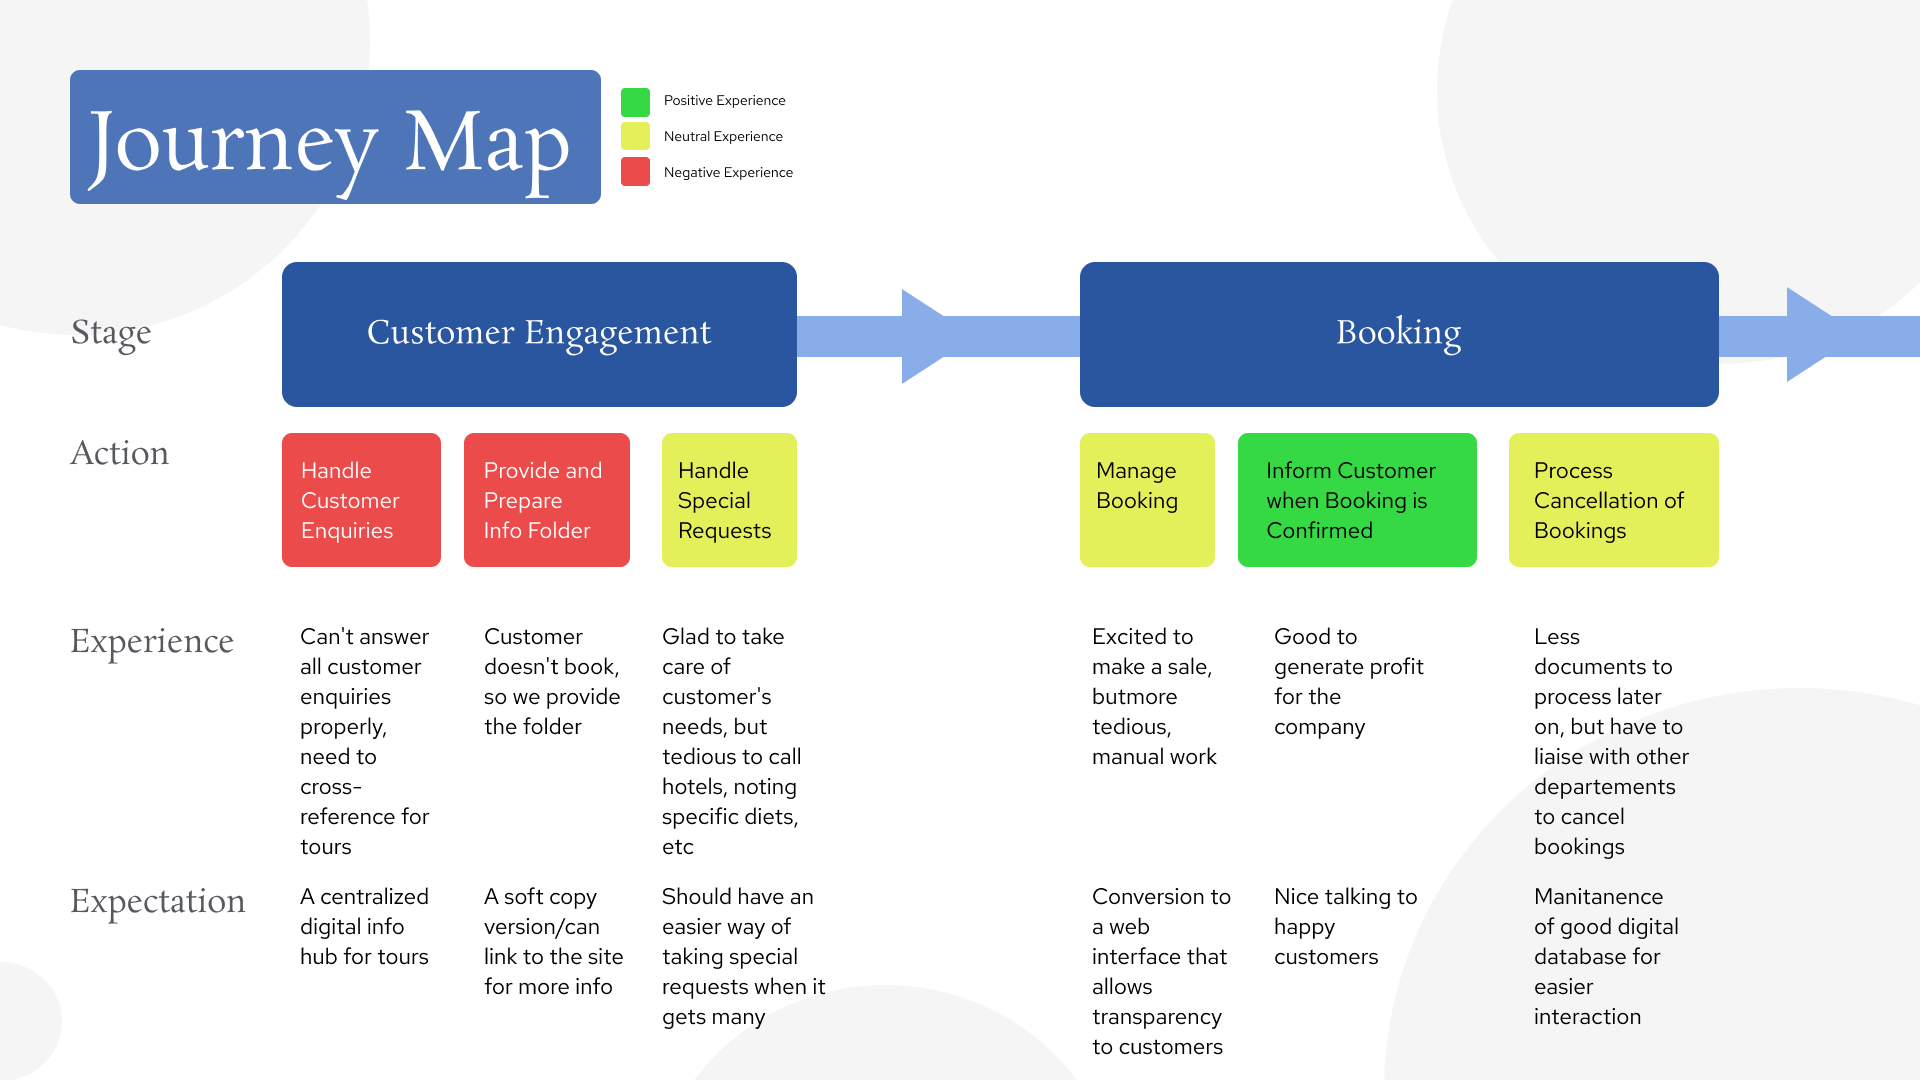 Journey Map
Positive Experience
Neutral Experience
Negative Experience
Stage
Customer Engagement
Booking
Action
Handle
Customer
Enquiries
Provide and
Prepare
Info Folder
Handle
Special
Requests
Manage
Booking
Inform Customer
when Booking is
Confirmed
Process
Cancellation of
Bookings
Experience
Can't answer
all customer
enquiries
properly,
need to
cross-
reference for
tours
Customer
doesn't book,
so we provide
the folder
Glad to take
care of
customer's
needs, but
tedious to call
hotels, noting
specific diets,
etc
Excited to
make a sale,
butmore
tedious,
manual work
Good to
generate profit
for the
company
Less
documents to
process later
on, but have to
liaise with other
departements
to cancel
bookings
Expectation
A centralized
digital info
hub for tours
A soft copy
version/can
link to the site
for more info
Should have an
easier way of
taking special
requests when it
gets many
Conversion to
a web
interface that
allows
transparency
to customers
Nice talking to
happy
customers
Manitanence
of good digital
database for
easier
interaction